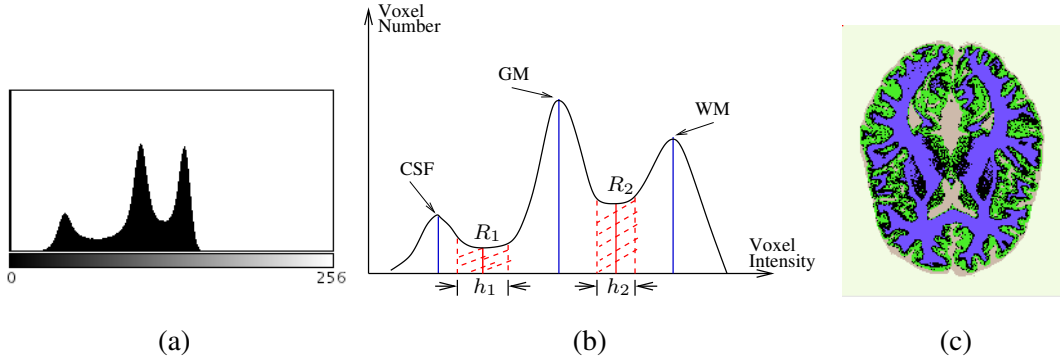 0
256
(a)
Voxel
Number
GM
WM
CSF
R1
R2
Voxel
Intensity
h1
h2
(b)
(c)